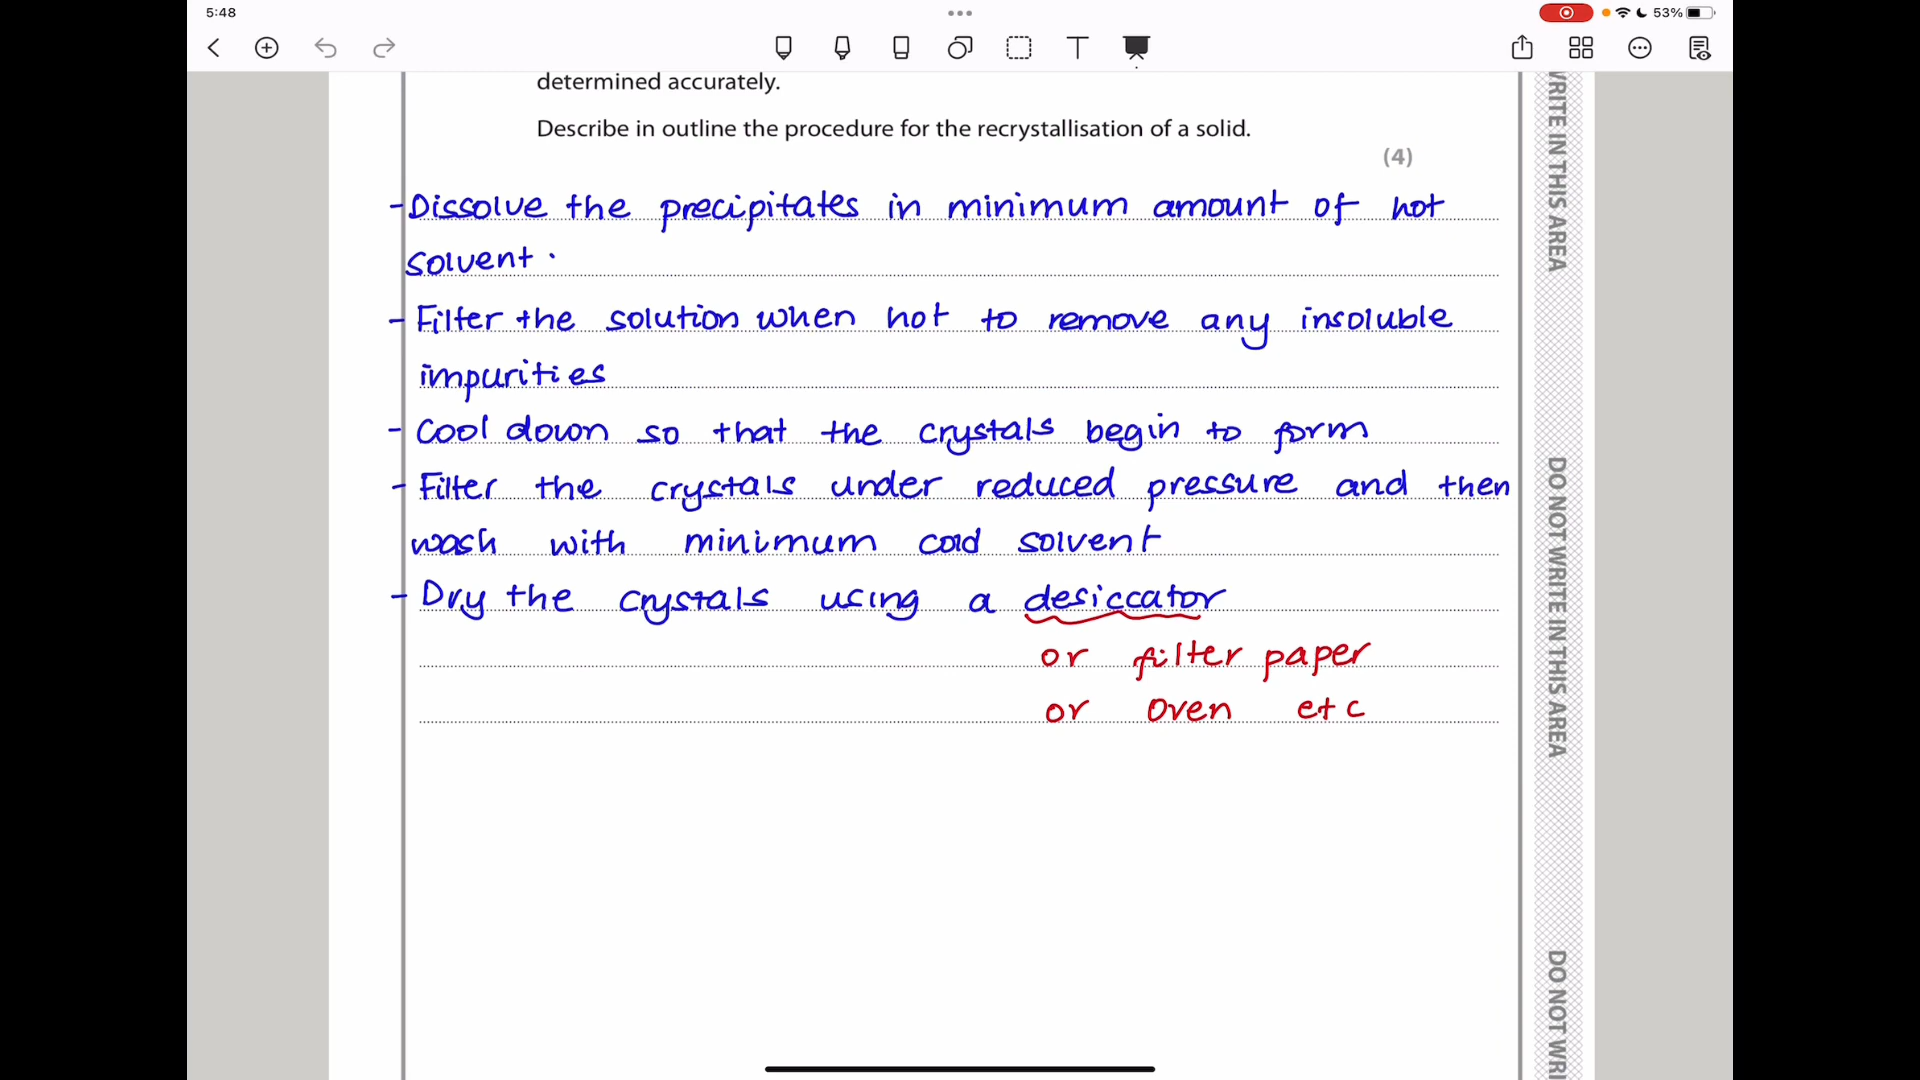 5:48
53%
determined accurately.
Describe in outline the procedure for the recrystallisation of a solid.
(4)
- Dissolve the precipitates in minimum amount of hot
solvent.
- Filter the solution when hot to remove any insoluble
impurities
- Cool down so that the crystals begin to form
- Filter the crystals under reduced pressure and then
wash with minimum cold solvent
- Dry the crystals using a desiccator
or filter paper
or oven etc
WRITE IN THIS AREA
DO NOT WRITE IN THIS AREA
DO NOT WRI